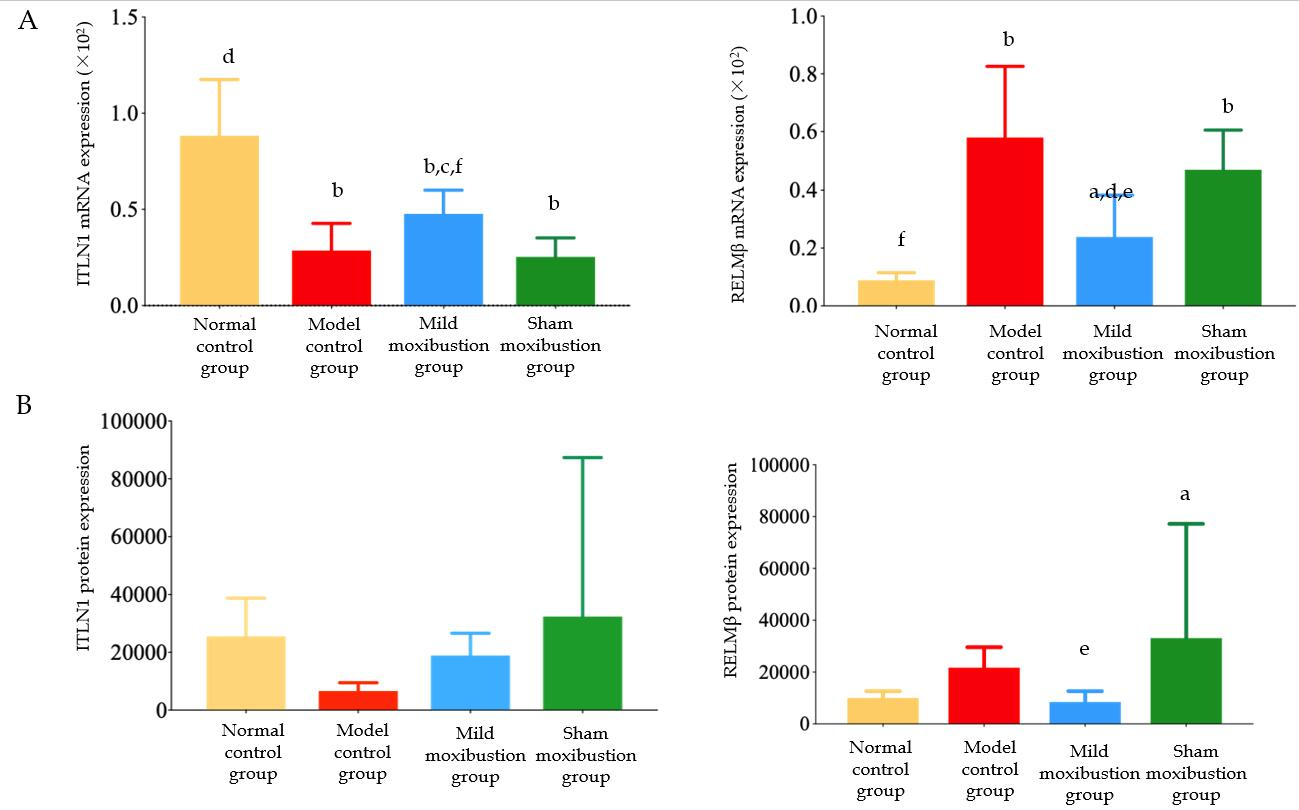 A
ITLN1 mRNA expression (×10²)
1.5
1.0
0.5
0.0
d
b
b,c,f
b
Normal
control
group
Model
control
group
Mild
moxibustion
group
Sham
moxibustion
group
RELMβ mRNA expression (×10²)
1.0
0.8
0.6
0.4
0.2
0.0
f
b
a,d,e
b
Normal
control
group
Model
control
group
Mild
moxibustion
group
Sham
moxibustion
group
B
ITLN1 protein expression
100000
80000
60000
40000
20000
0
Normal
control
group
Model
control
group
Mild
moxibustion
group
Sham
moxibustion
group
RELMβ protein expression
100000
80000
60000
40000
20000
0
e
a
Normal
control
group
Model
control
group
Mild
moxibustion
group
Sham
moxibustion
group